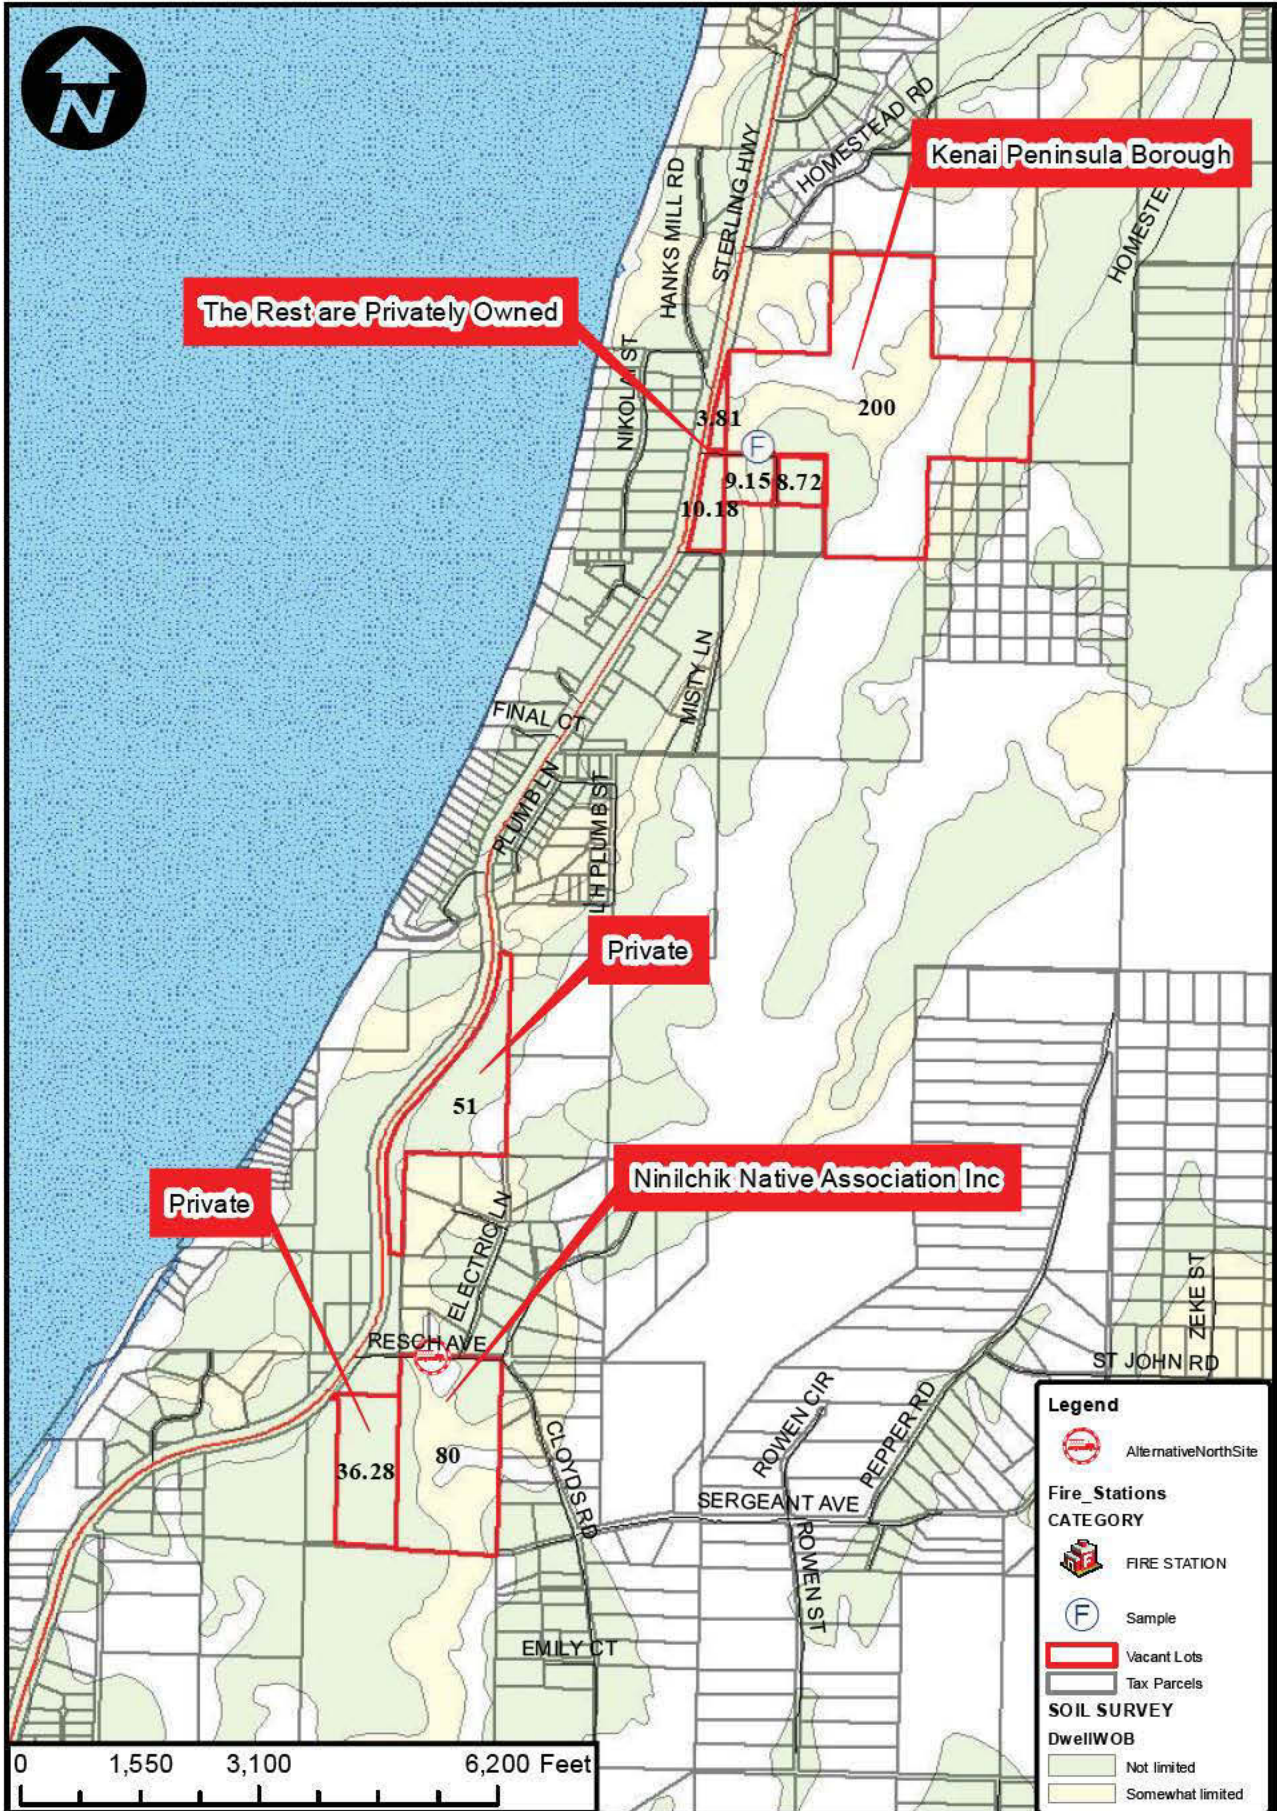 N
HOMESTEAD RD
Kenai Peninsula Borough
STERLING HWY
HANKS MILL RD
HOMESTEA
The Rest are Privately Owned
NIKOLAI ST
3.81
200
F
9.15
8.72
10.18
MISTY LN
FINAL CT
PLUMB LN
L H PLUMB ST
Private
51
Ninilchik Native Association Inc
Private
ELECTRIC LN
ZEKE ST
RESCH AVE
ST JOHN RD
ROWEN CIR
PEPPER RD
CLOYDS RD
36.28
80
SERGEANT AVE
ROWEN ST
EMILY CT
Legend
AlternativeNorthSite
Fire_Stations
CATEGORY
FIRE STATION
F
Sample
Vacant Lots
Tax Parcels
SOIL SURVEY
DwellWOB
Not limited
Somewhat limited
0 1,550 3,100 6,200 Feet